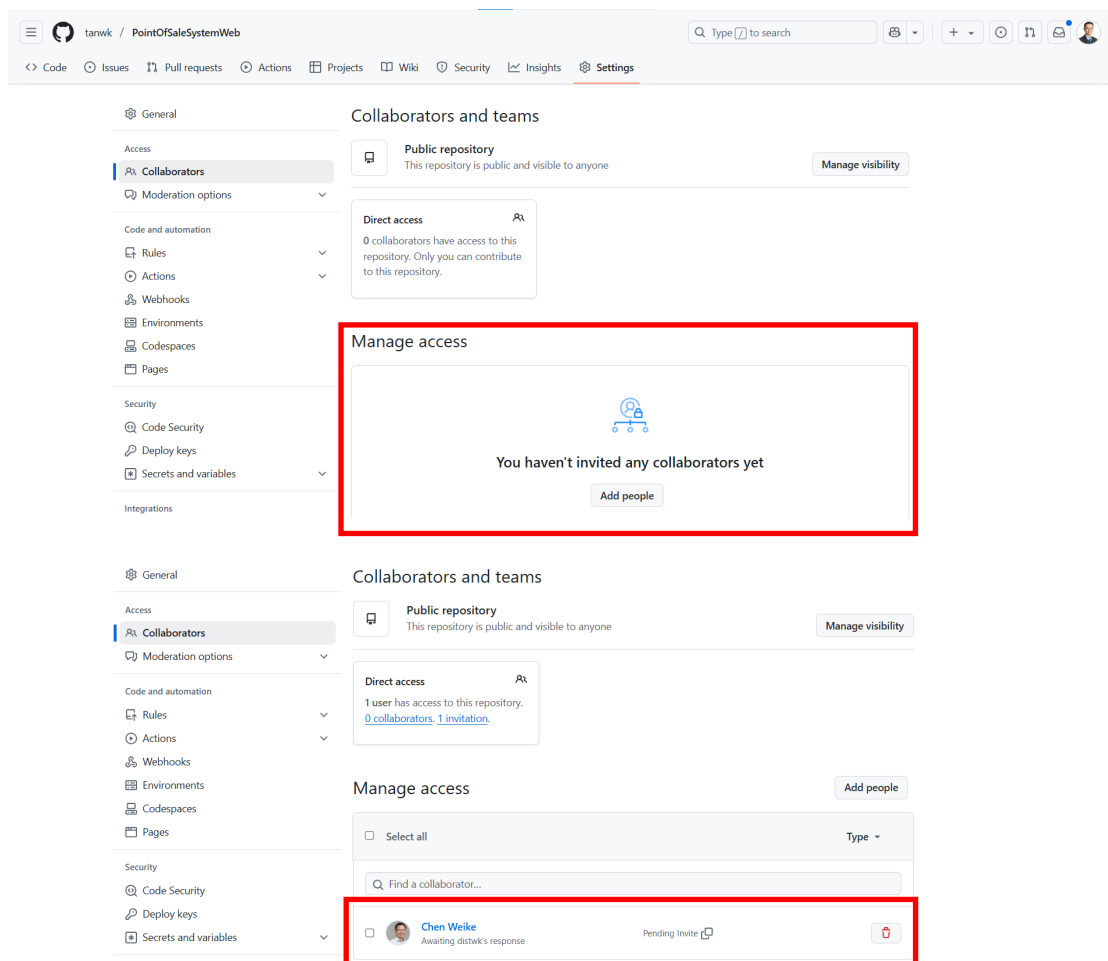 tanwk / PointOfSaleSystemWeb
Type / to search
Code Issues Pull requests Actions Projects Wiki Security Insights Settings
General
Access
Collaborators
Moderation options
Code and automation
Rules
Actions
Webhooks
Environments
Codespaces
Pages
Security
Code Security
Deploy keys
Secrets and variables
Integrations
Collaborators and teams
Public repository
This repository is public and visible to anyone
Manage visibility
Direct access
0 collaborators have access to this
repository. Only you can contribute
to this repository.
Manage access
You haven't invited any collaborators yet
Add people
General
Access
Collaborators
Moderation options
Code and automation
Rules
Actions
Webhooks
Environments
Codespaces
Pages
Security
Code Security
Deploy keys
Secrets and variables
Collaborators and teams
Public repository
This repository is public and visible to anyone
Manage visibility
Direct access
1 user has access to this repository.
0 collaborators. 1 invitation.
Manage access
Add people
Select all
Type
Find a collaborator...
Chen Weike
Awaiting distwk's response
Pending Invite